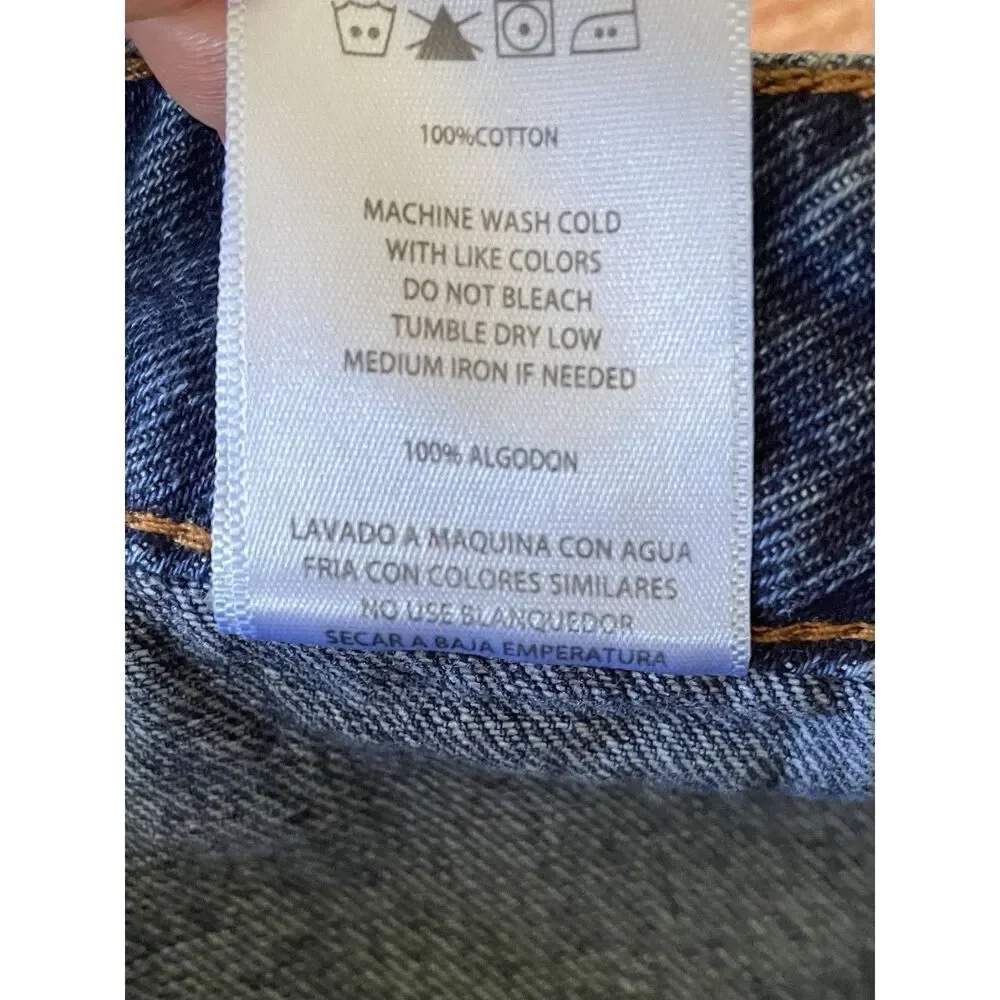 100%COTTON
MACHINE WASH COLD
WITH LIKE COLORS
DO NOT BLEACH
TUMBLE DRY LOW
MEDIUM IRON IF NEEDED
100% ALGODON
LAVADO A MAQUINA CON AGUA
FRIA CON COLORES SIMILARES
NO USE BLANQUEDOR
SECAR A BAJA EMPERATURA